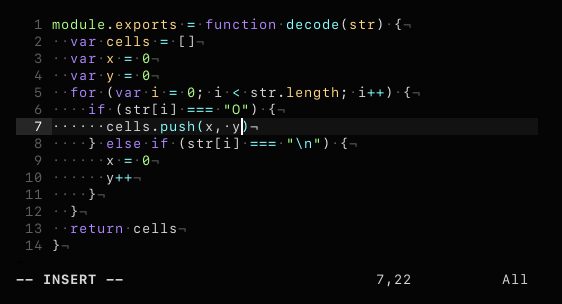 1 module.exports·=·function·decode(str)·{¬
2 ··var·cells·=·[]¬
3 ··var·x·=·0¬
4 ··var·y·=·0¬
5 ··for·(var·i·=·0;·i·<·str.length;·i++)·{¬
6 ····if·(str[i]·===·"O")·{¬
7 ······cells.push(x,·y)¬
8 ····}·else·if·(str[i]·===·"\n")·{¬
9 ······x·=·0¬
10 ······y++¬
11 ····}¬
12 ··}¬
13 ··return·cells¬
14 }¬
-- INSERT -- 7,22 All